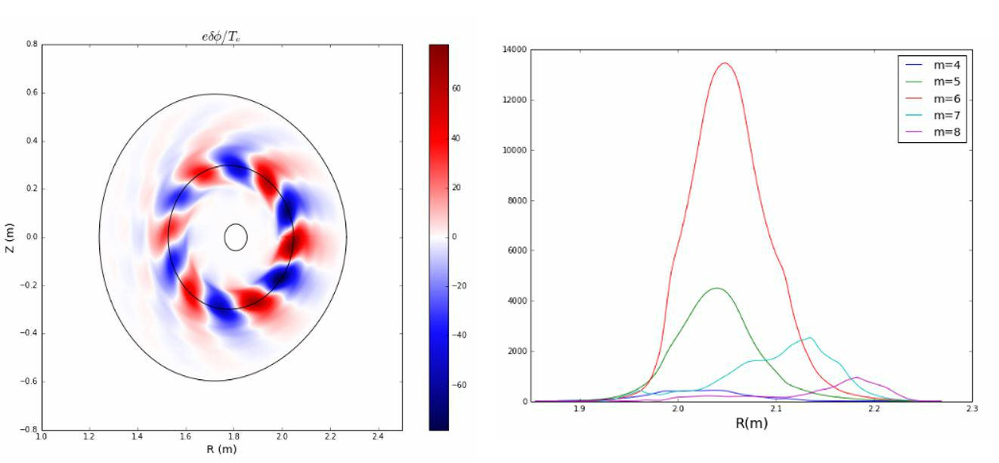 eδϕ/Tₑ
0.8
0.6
0.4
0.2
0.0
−0.2
−0.4
−0.6
−0.8
Z (m)
1.0 1.2 1.4 1.6 1.8 2.0 2.2 2.4
R (m)
60
40
20
0
−20
−40
−60
14000
12000
10000
8000
6000
4000
2000
0
m=4
m=5
m=6
m=7
m=8
1.9 2.0 2.1 2.2 2.3
R(m)